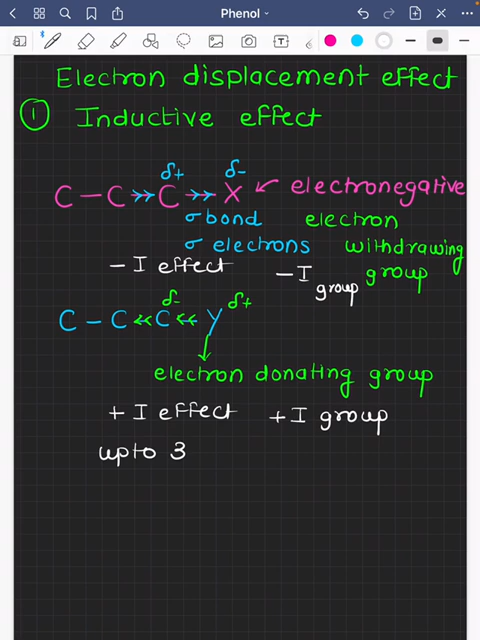 Phenol
Electron displacement effect
① Inductive effect
δ+ δ-
C - C →→ C →→ X ↙ electronegative
σ bond electron
σ electrons withdrawing
- I effect - I group
group
δ- δ+
C - C ←← C ←← Y
electron donating group
+ I effect + I group
upto 3